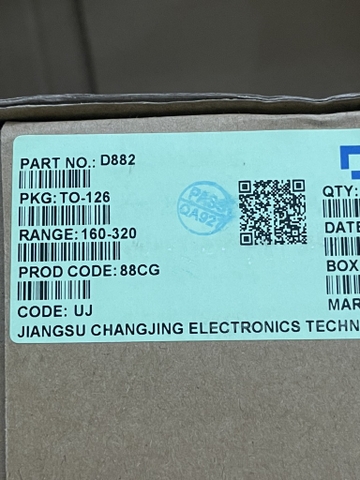 PART NO.: D882
PKG: TO-126
QTY:
RANGE: 160-320
DATE
PROD CODE: 88CG
BOX
CODE: UJ
MAR
JIANGSU CHANGJING ELECTRONICS TECHN